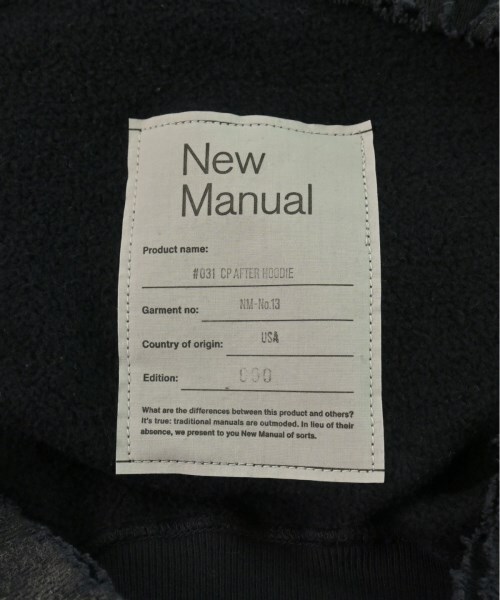 New
Manual
Product name:
#031 CP AFTER HOODIE
Garment no: NM-No.13
Country of origin: USA
Edition: 000
What are the differences between this product and others?
It's true: traditional manuals are outmoded. In lieu of their
absence, we present to you New Manual of sorts.